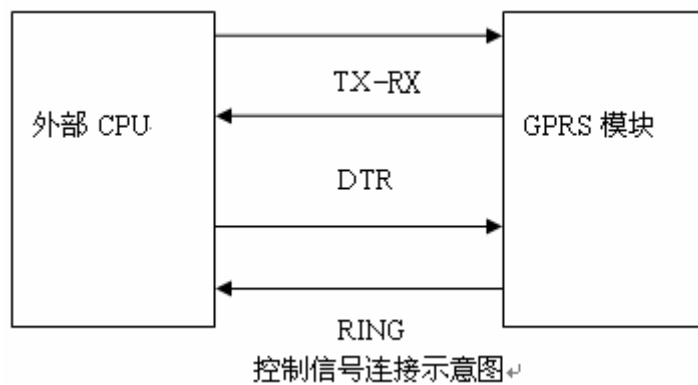 TX-RX
外部 CPU
GPRS 模块
DTR
RING
控制信号连接示意图↵